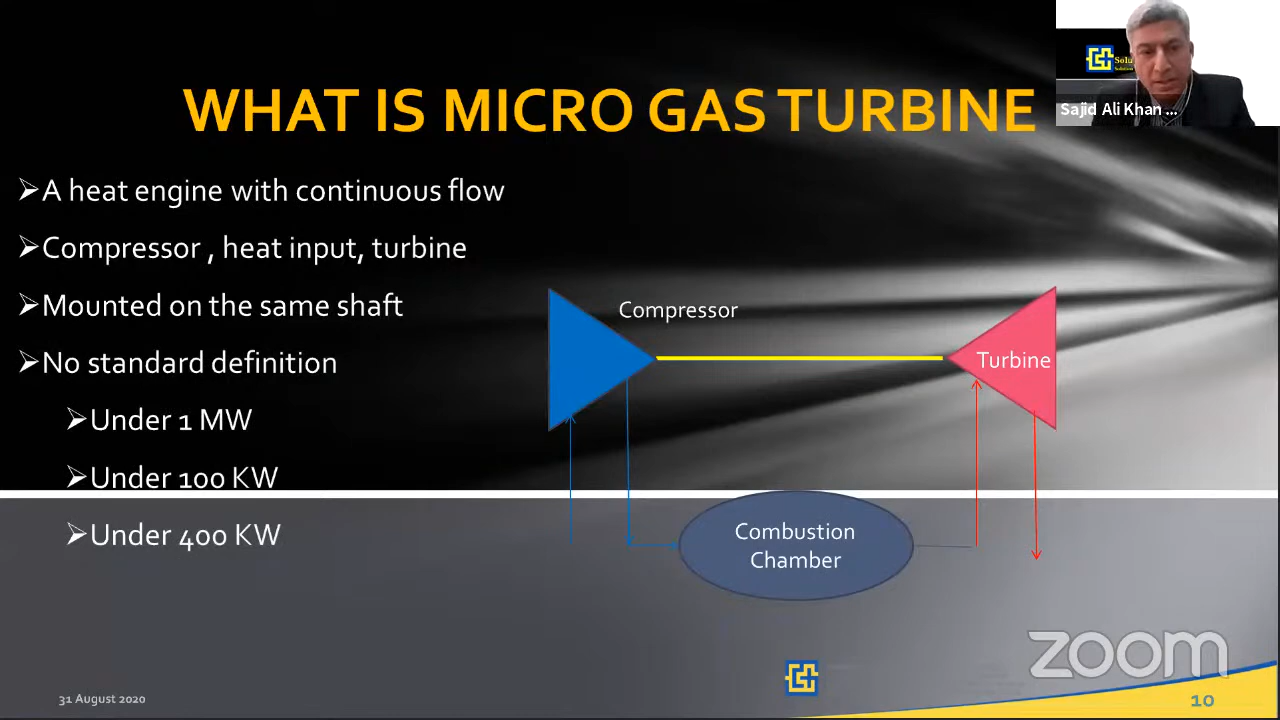 WHAT IS MICRO GAS TURBINE
Solu
Solution
Sajid Ali Khan ...
➢A heat engine with continuous flow
➢Compressor , heat input, turbine
➢Mounted on the same shaft
➢No standard definition
➢Under 1 MW
➢Under 100 KW
➢Under 400 KW
Compressor
Turbine
Combustion
Chamber
zoom
31 August 2020
10